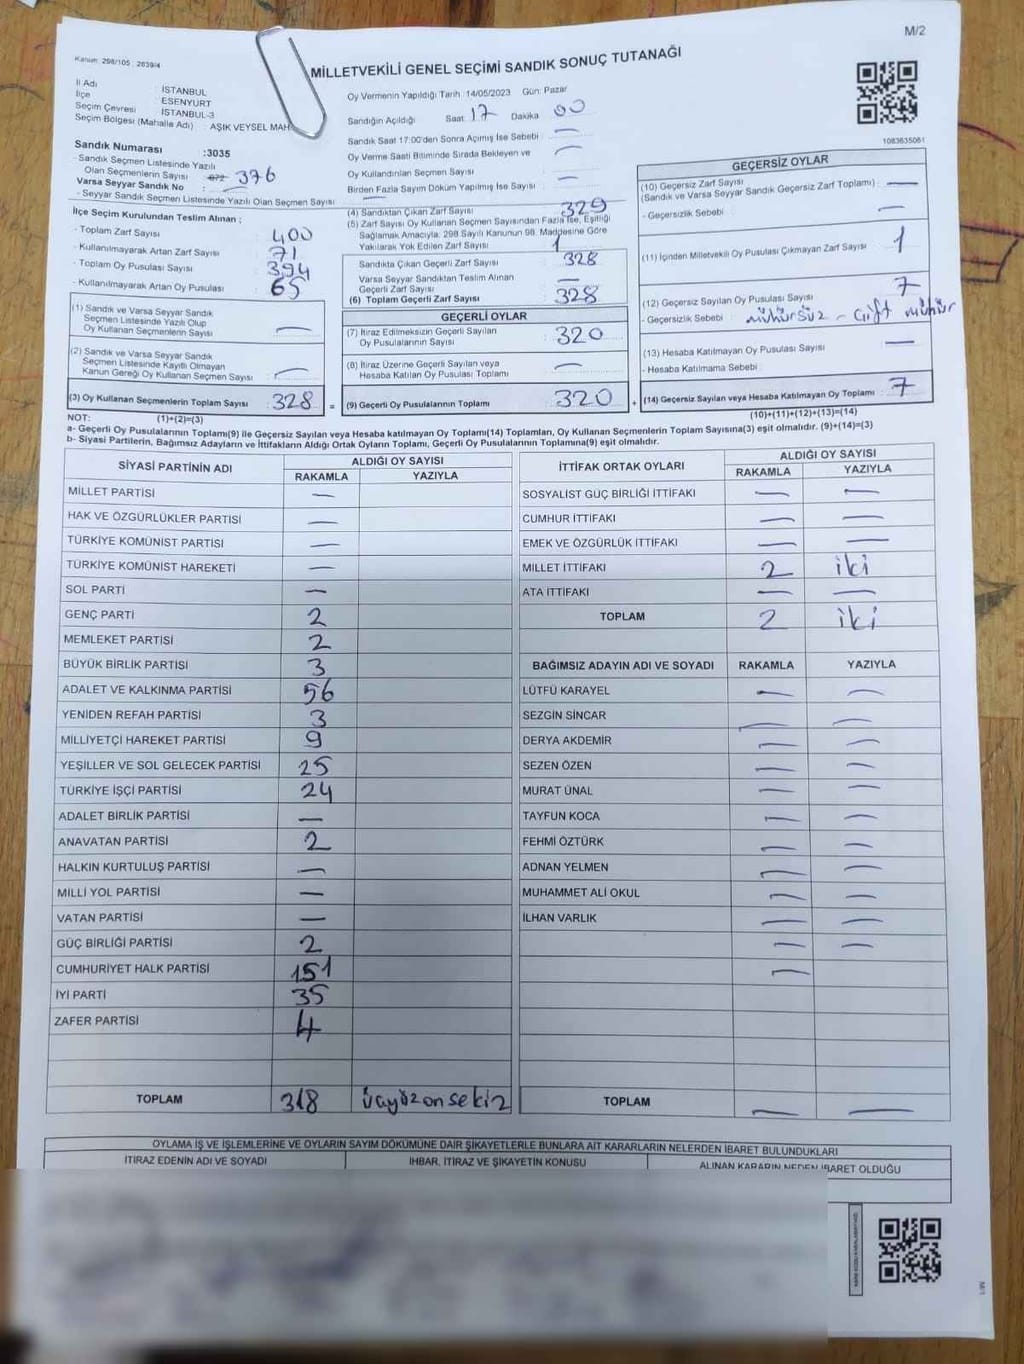 M/2
Kanun: 298/105 : 2839/4
MİLLETVEKİLİ GENEL SEÇİMİ SANDIK SONUÇ TUTANAĞI
İl Adı : İSTANBUL
İlçe : ESENYURT
Seçim Çevresi : İSTANBUL-3
Seçim Bölgesi (Mahalle Adı) : AŞIK VEYSEL MAH
Sandık Numarası :3035
- Sandık Seçmen Listesinde Yazılı
Olan Seçmenlerin Sayısı : 376
Varsa Seyyar Sandık No : —
- Seyyar Sandık Seçmen Listesinde Yazılı Olan Seçmen Sayısı —
İlçe Seçim Kurulundan Teslim Alınan :
- Toplam Zarf Sayısı : 400
- Kullanılmayarak Artan Zarf Sayısı : 71
- Toplam Oy Pusulası Sayısı : 394
- Kullanılmayarak Artan Oy Pusulası : 65
(1) Sandık ve Varsa Seyyar Sandık
Seçmen Listesinde Yazılı Olup
Oy Kullanan Seçmenlerin Sayısı : —
(2) Sandık ve Varsa Seyyar Sandık
Seçmen Listesinde Kayıtlı Olmayan
Kanun Gereği Oy Kullanan Seçmen Sayısı : —
(3) Oy Kullanan Seçmenlerin Toplam Sayısı : 328 =
Oy Vermenin Yapıldığı Tarih :14/05/2023 Gün: Pazar
Sandığın Açıldığı Saat 17 Dakika 00
Sandık Saat 17:00'den Sonra Açılmış İse Sebebi : —
Oy Verme Saati Bitiminde Sırada Bekleyen ve —
Oy Kullandırılan Seçmen Sayısı : —
Birden Fazla Sayım Döküm Yapılmış İse Sayısı : —
(4) Sandıktan Çıkan Zarf Sayısı : 329
(5) Zarf Sayısı Oy Kullanan Seçmen Sayısından Fazla İse, Eşitliği
Sağlamak Amacıyla, 298 Sayılı Kanunun 98. Maddesine Göre
Yakılarak Yok Edilen Zarf Sayısı : 1
Sandıkta Çıkan Geçerli Zarf Sayısı : 328
Varsa Seyyar Sandıktan Teslim Alınan
Geçerli Zarf Sayısı : —
(6) Toplam Geçerli Zarf Sayısı : 328
GEÇERLİ OYLAR
(7) İtiraz Edilmeksizin Geçerli Sayılan
Oy Pusulalarının Sayısı : 320
(8) İtiraz Üzerine Geçerli Sayılan veya
Hesaba Katılan Oy Pusulası Toplamı : —
(9) Geçerli Oy Pusulalarının Toplamı : 320 +
1083635061
GEÇERSİZ OYLAR
(10) Geçersiz Zarf Sayısı
(Sandık ve Varsa Seyyar Sandık Geçersiz Zarf Toplamı) : —
- Geçersizlik Sebebi : —
(11) İçinden Milletvekili Oy Pusulası Çıkmayan Zarf Sayısı : 1
(12) Geçersiz Sayılan Oy Pusulası Sayısı : 7
- Geçersizlik Sebebi : mühürsüz - çift mühür
(13) Hesaba Katılmayan Oy Pusulası Sayısı : —
- Hesaba Katılmama Sebebi :
(14) Geçersiz Sayılan veya Hesaba Katılmayan Oy Toplamı : 7
NOT: (1)+(2)=(3) (10)+(11)+(12)+(13)=(14)
a- Geçerli Oy Pusulalarının Toplamı(9) ile Geçersiz Sayılan veya Hesaba katılmayan Oy Toplamı(14) Toplamları, Oy Kullanan Seçmenlerin Toplam Sayısına(3) eşit olmalıdır. (9)+(14)=(3)
b- Siyasi Partilerin, Bağımsız Adayların ve İttifakların Aldığı Ortak Oyların Toplamı, Geçerli Oy Pusulalarının Toplamına(9) eşit olmalıdır.
SİYASİ PARTİNİN ADI ALDIĞI OY SAYISI
RAKAMLA YAZIYLA
MİLLET PARTİSİ —
HAK VE ÖZGÜRLÜKLER PARTİSİ —
TÜRKİYE KOMÜNİST PARTİSİ —
TÜRKİYE KOMÜNİST HAREKETİ —
SOL PARTİ —
GENÇ PARTİ 2
MEMLEKET PARTİSİ 2
BÜYÜK BİRLİK PARTİSİ 3
ADALET VE KALKINMA PARTİSİ 56
YENİDEN REFAH PARTİSİ 3
MİLLİYETÇİ HAREKET PARTİSİ 9
YEŞİLLER VE SOL GELECEK PARTİSİ 25
TÜRKİYE İŞÇİ PARTİSİ 24
ADALET BİRLİK PARTİSİ —
ANAVATAN PARTİSİ 2
HALKIN KURTULUŞ PARTİSİ —
MİLLİ YOL PARTİSİ —
VATAN PARTİSİ —
GÜÇ BİRLİĞİ PARTİSİ 2
CUMHURİYET HALK PARTİSİ 151
İYİ PARTİ 35
ZAFER PARTİSİ 4
TOPLAM 318 üçyüzonsekiz
İTTİFAK ORTAK OYLARI ALDIĞI OY SAYISI
RAKAMLA YAZIYLA
SOSYALİST GÜÇ BİRLİĞİ İTTİFAKI — —
CUMHUR İTTİFAKI — —
EMEK VE ÖZGÜRLÜK İTTİFAKI — —
MİLLET İTTİFAKI 2 iki
ATA İTTİFAKI — —
TOPLAM 2 iki
BAĞIMSIZ ADAYIN ADI VE SOYADI RAKAMLA YAZIYLA
LÜTFÜ KARAYEL — —
SEZGİN SİNCAR — —
DERYA AKDEMİR — —
SEZEN ÖZEN — —
MURAT ÜNAL — —
TAYFUN KOCA — —
FEHMİ ÖZTÜRK — —
ADNAN YELMEN — —
MUHAMMET ALİ OKUL — —
İLHAN VARLIK — —
— —
—
TOPLAM — —
OYLAMA İŞ VE İŞLEMLERİNE VE OYLARIN SAYIM DÖKÜMÜNE DAİR ŞİKAYETLERLE BUNLARA AİT KARARLARIN NELERDEN İBARET BULUNDUKLARI
İTİRAZ EDENİN ADI VE SOYADI İHBAR, İTİRAZ VE ŞİKAYETİN KONUSU ALINAN KARARIN NEDEN İBARET OLDUĞU